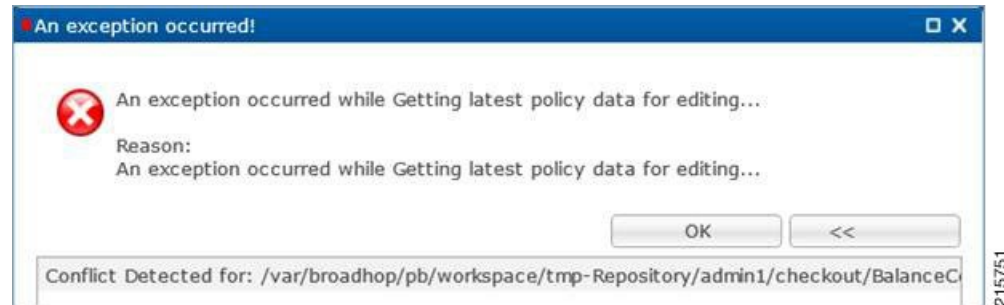 An exception occurred!
An exception occurred while Getting latest policy data for editing...
Reason:
An exception occurred while Getting latest policy data for editing...
OK
<<
Conflict Detected for: /var/broadhop/pb/workspace/tmp-Repository/admin1/checkout/BalanceC
215751